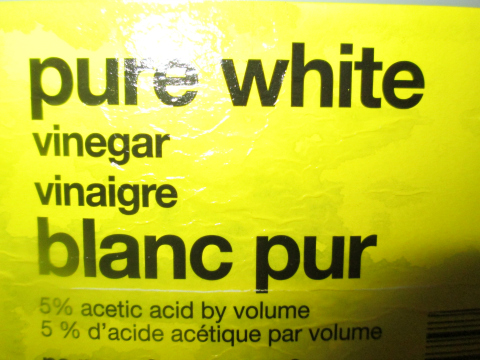 pure white
vinegar
vinaigre
blanc pur
5% acetic acid by volume
5 % d'acide acétique par volume